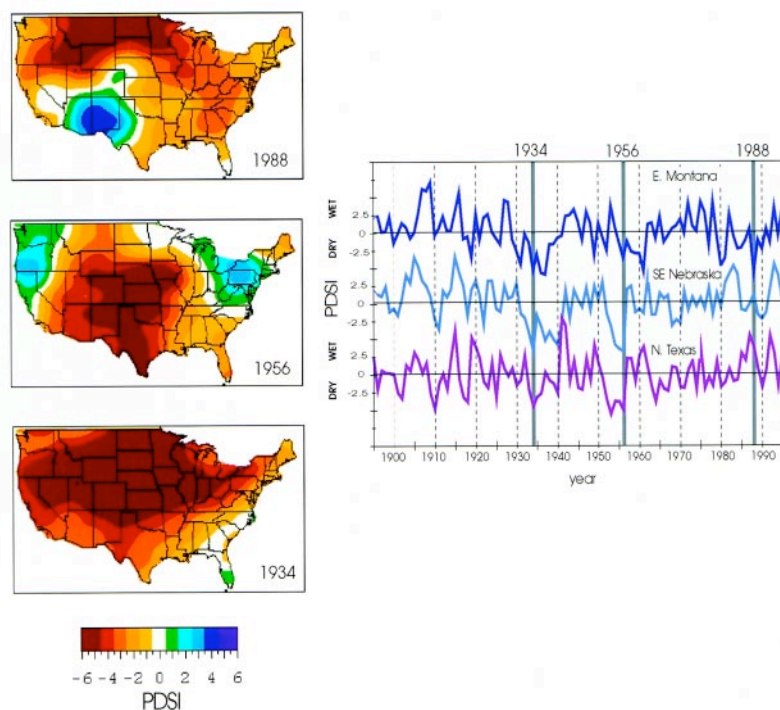 1988
1956
1934
-6 -4 -2 0 2 4 6
PDSI
1934 1956 1988
E. Montana
WET
2.5
0
DRY
-2.5
SE Nebraska
2.5
0
-2.5
PDSI
N. Texas
WET
2.5
0
DRY
-2.5
1900 1910 1920 1930 1940 1950 1960 1970 1980 1990
year